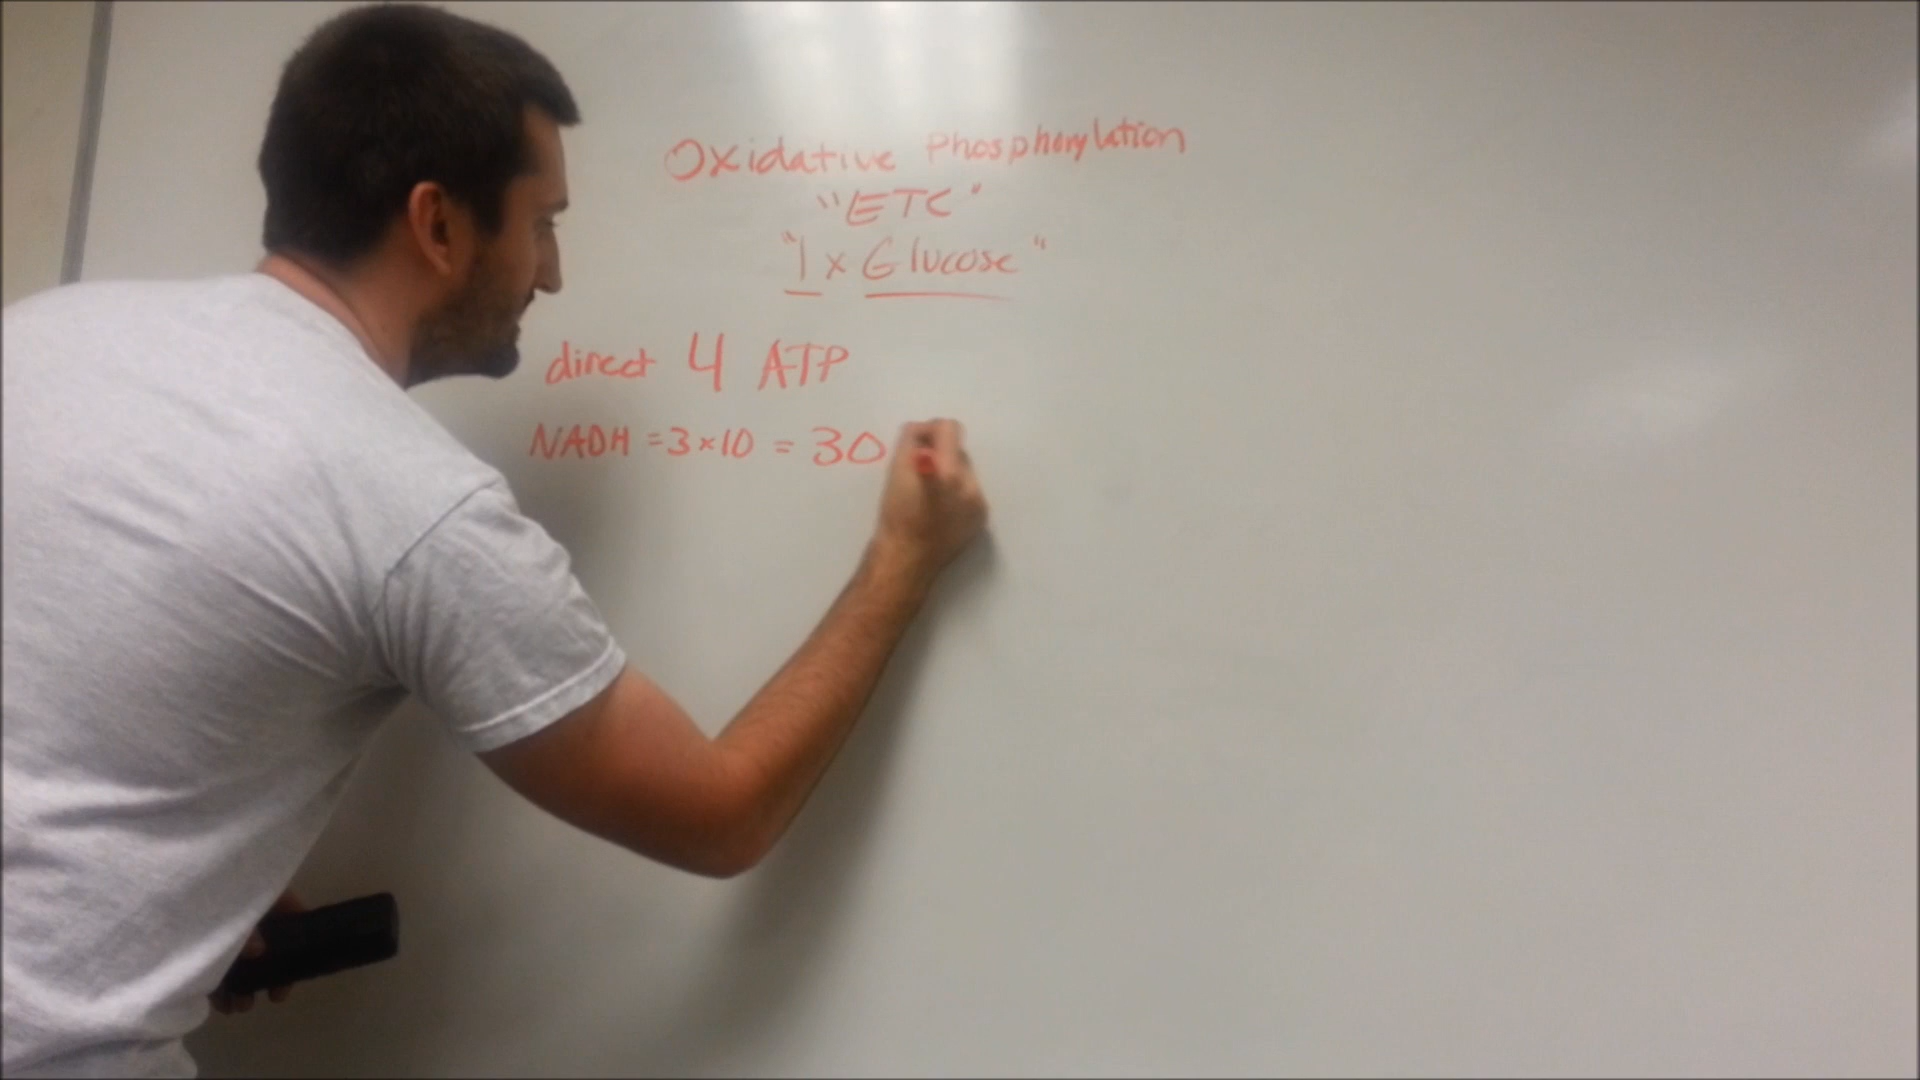 Oxidative Phosphorylation
"ETC"
"1 x Glucose"
direct 4 ATP
NADH = 3 x 10 = 30